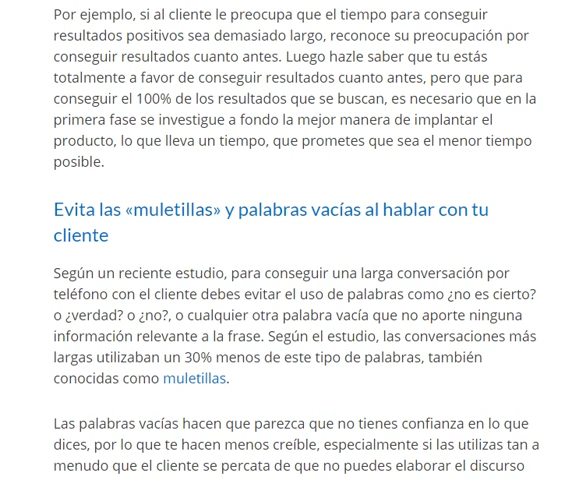 Por ejemplo, si al cliente le preocupa que el tiempo para conseguir
resultados positivos sea demasiado largo, reconoce su preocupación por
conseguir resultados cuanto antes. Luego hazle saber que tu estás
totalmente a favor de conseguir resultados cuanto antes, pero que para
conseguir el 100% de los resultados que se buscan, es necesario que en la
primera fase se investigue a fondo la mejor manera de implantar el
producto, lo que lleva un tiempo, que prometes que sea el menor tiempo
posible.
Evita las «muletillas» y palabras vacías al hablar con tu
cliente
Según un reciente estudio, para conseguir una larga conversación por
teléfono con el cliente debes evitar el uso de palabras como ¿no es cierto?
o ¿verdad? o ¿no?, o cualquier otra palabra vacía que no aporte ninguna
información relevante a la frase. Según el estudio, las conversaciones más
largas utilizaban un 30% menos de este tipo de palabras, también
conocidas como muletillas.
Las palabras vacías hacen que parezca que no tienes confianza en lo que
dices, por lo que te hacen menos creíble, especialmente si las utilizas tan a
menudo que el cliente se percata de que no puedes elaborar el discurso